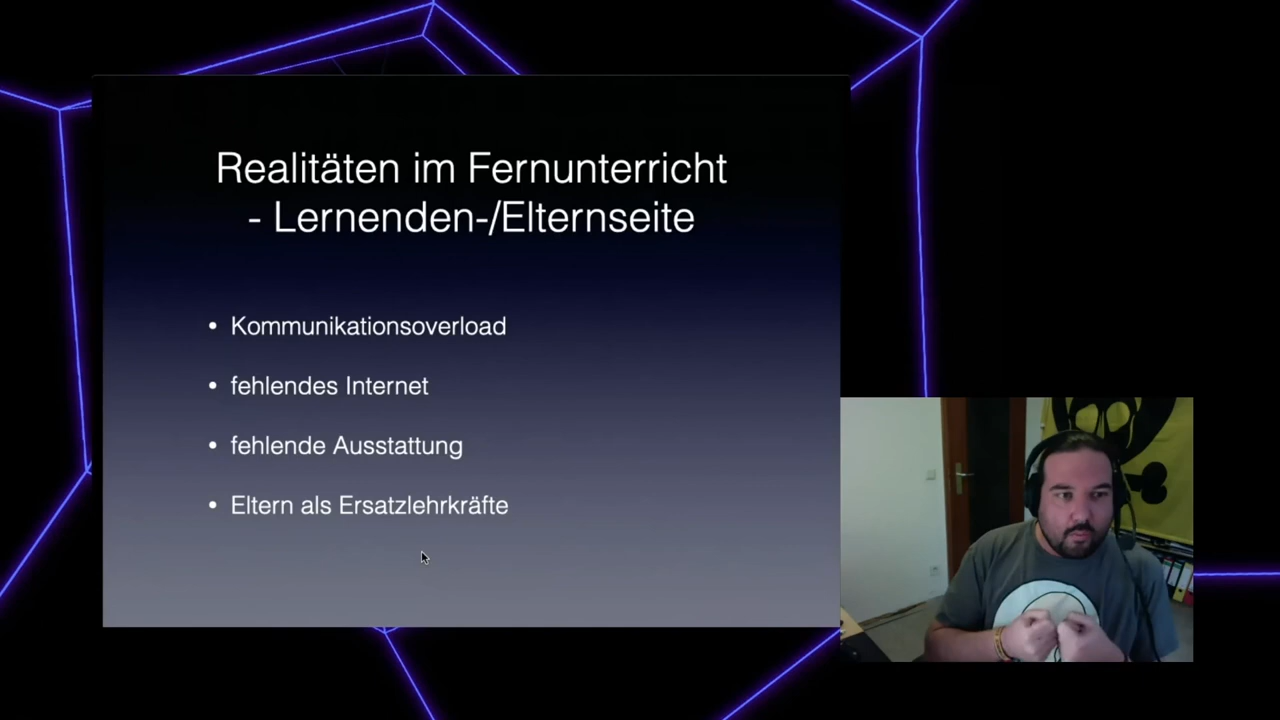 Realitäten im Fernunterricht
- Lernenden-/Elternseite
• Kommunikationsoverload
• fehlendes Internet
• fehlende Ausstattung
• Eltern als Ersatzlehrkräfte